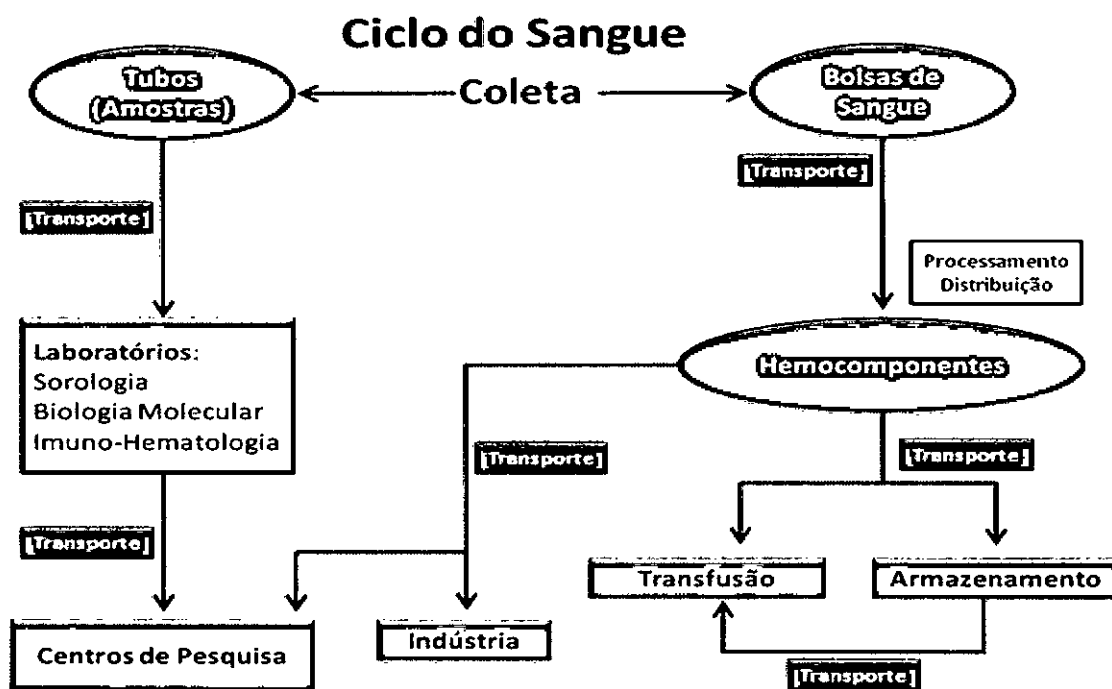 Ciclo do Sangue
Tubos
(Amostras)
Coleta
Bolsas de
Sangue
[Transporte]
[Transporte]
Processamento
Distribuição
Laboratórios:
Sorologia
Biologia Molecular
Imuno-Hematologia
Hemocomponentes
[Transporte]
[Transporte]
[Transporte]
Transfusão
Armazenamento
Centros de Pesquisa
Indústria
[Transporte]